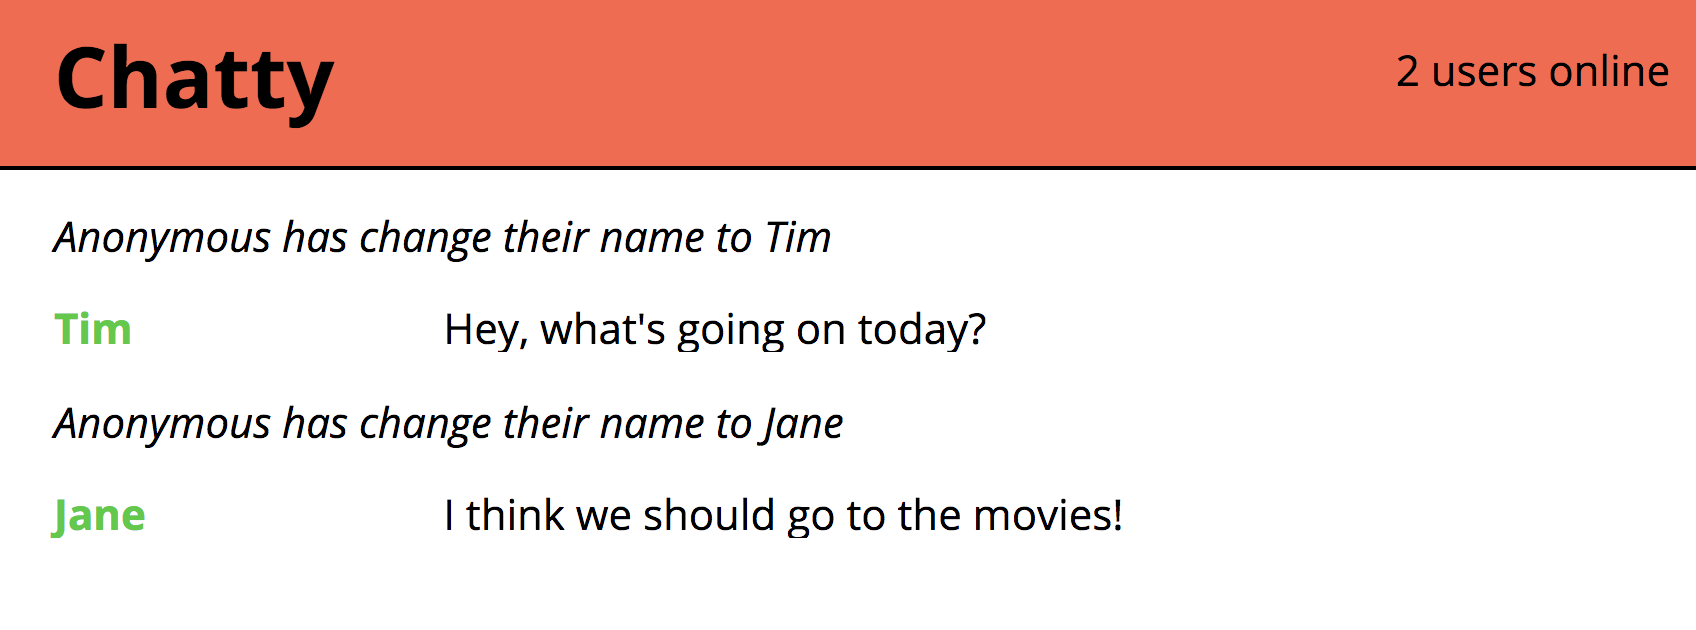 Chatty
2 users online
Anonymous has change their name to Tim
Tim Hey, what's going on today?
Anonymous has change their name to Jane
Jane I think we should go to the movies!